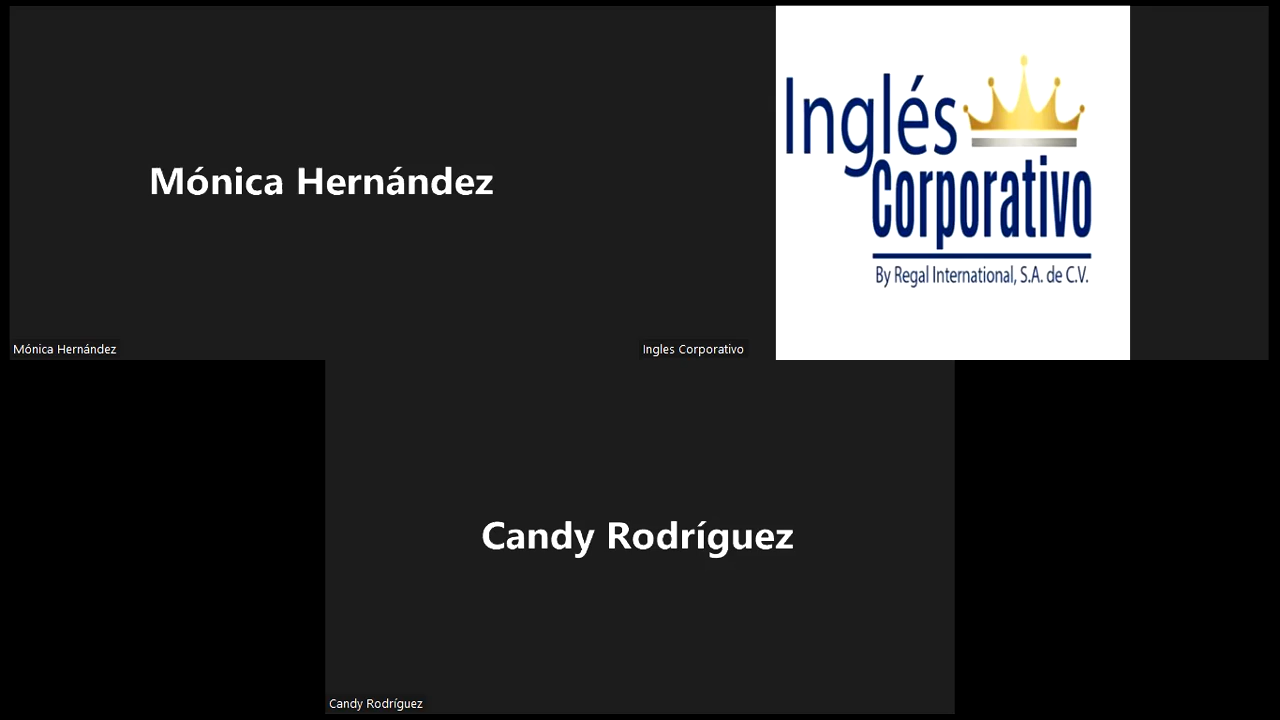 Mónica Hernández
Mónica Hernández
Inglés
Corporativo
By Regal International, S.A. de C.V.
Ingles Corporativo
Candy Rodríguez
Candy Rodríguez